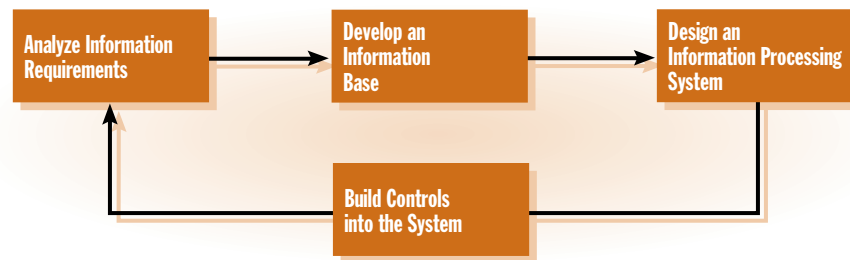 Analyze Information
Requirements
Develop an
Information
Base
Design an
Information Processing
System
Build Controls
into the System